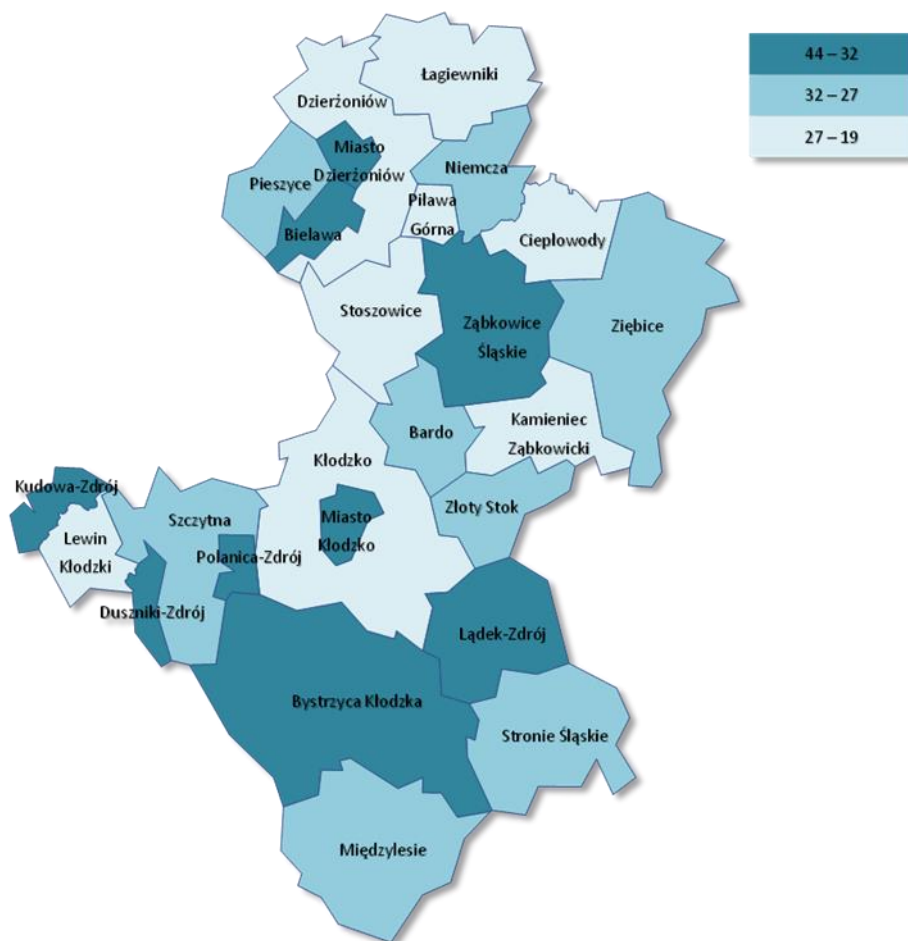 44 – 32
32 – 27
27 – 19
Łagiewniki
Dzierżoniów
Miasto
Dzierżoniów
Pieszyce
Niemcza
Piława
Górna
Bielawa
Ciepłowody
Stoszowice
Ząbkowice
Śląskie
Ziębice
Bardo
Kamieniec
Ząbkowicki
Kłodzko
Kudowa-Zdrój
Złoty Stok
Szczytna
Miasto
Kłodzko
Lewin
Kłodzki
Polanica-Zdrój
Duszniki-Zdrój
Lądek-Zdrój
Bystrzyca Kłodzka
Stronie Śląskie
Międzylesie